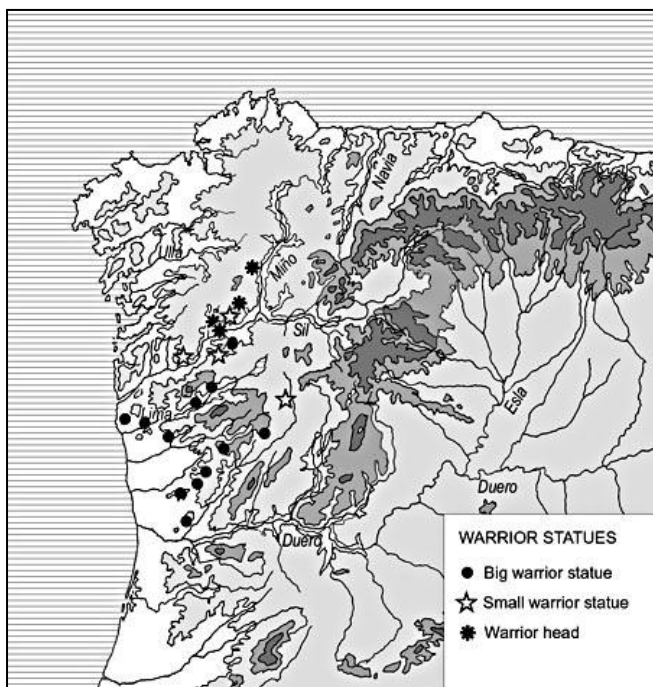 Navia
Ulla
Miño
Sil
Lima
Esla
Duero
Duero
WARRIOR STATUES
Big warrior statue
Small warrior statue
Warrior head